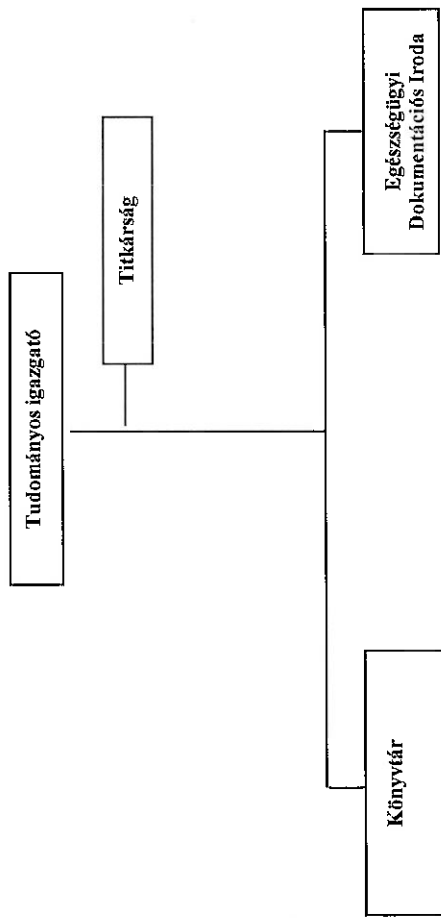 Tudományos igazgató
Titkárság
Könyvtár
Egészségügyi
Dokumentációs Iroda